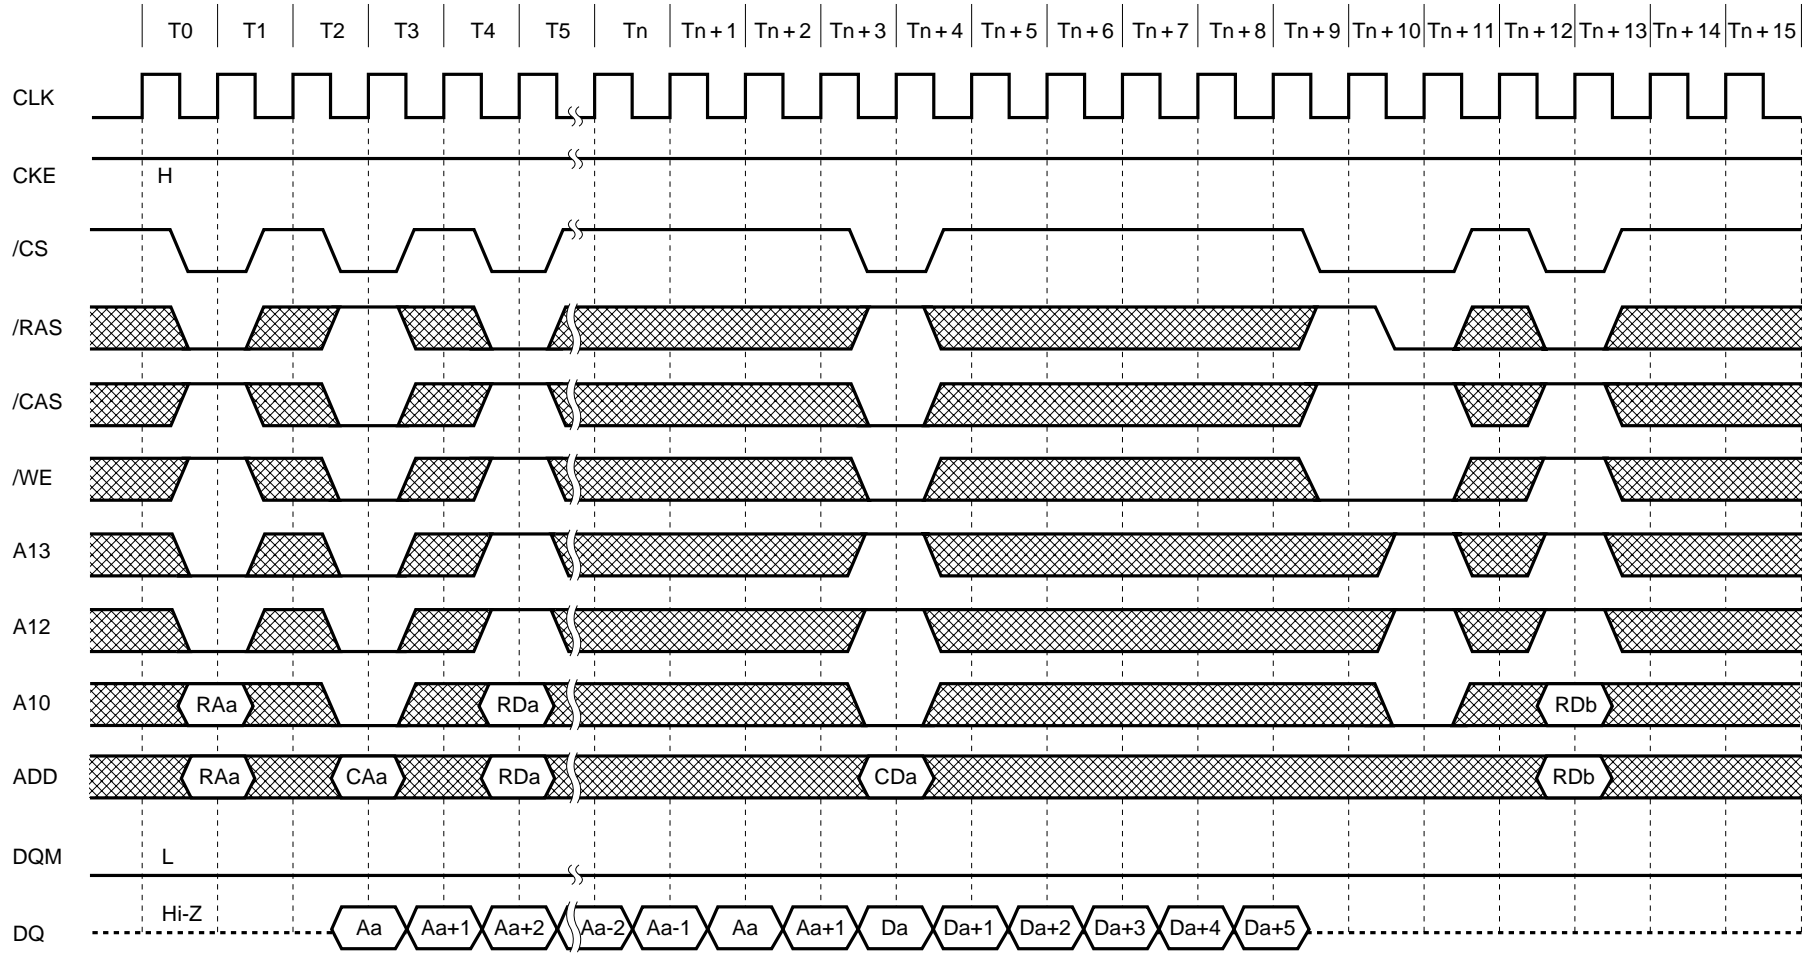 T0 T1 T2 T3 T4 T5 Tn Tn + 1 Tn + 2 Tn + 3 Tn + 4 Tn + 5 Tn + 6 Tn + 7 Tn + 8 Tn + 9 Tn + 10 Tn + 11 Tn + 12 Tn + 13 Tn + 14 Tn + 15
CLK
CKE H
/CS
/RAS
/CAS
/WE
A13
A12
A10 RAa RDa RDb
ADD RAa CAa RDa CDa RDb
DQM L
Hi-Z
DQ Aa Aa+1 Aa+2 Aa-2 Aa-1 Aa Aa+1 Da Da+1 Da+2 Da+3 Da+4 Da+5